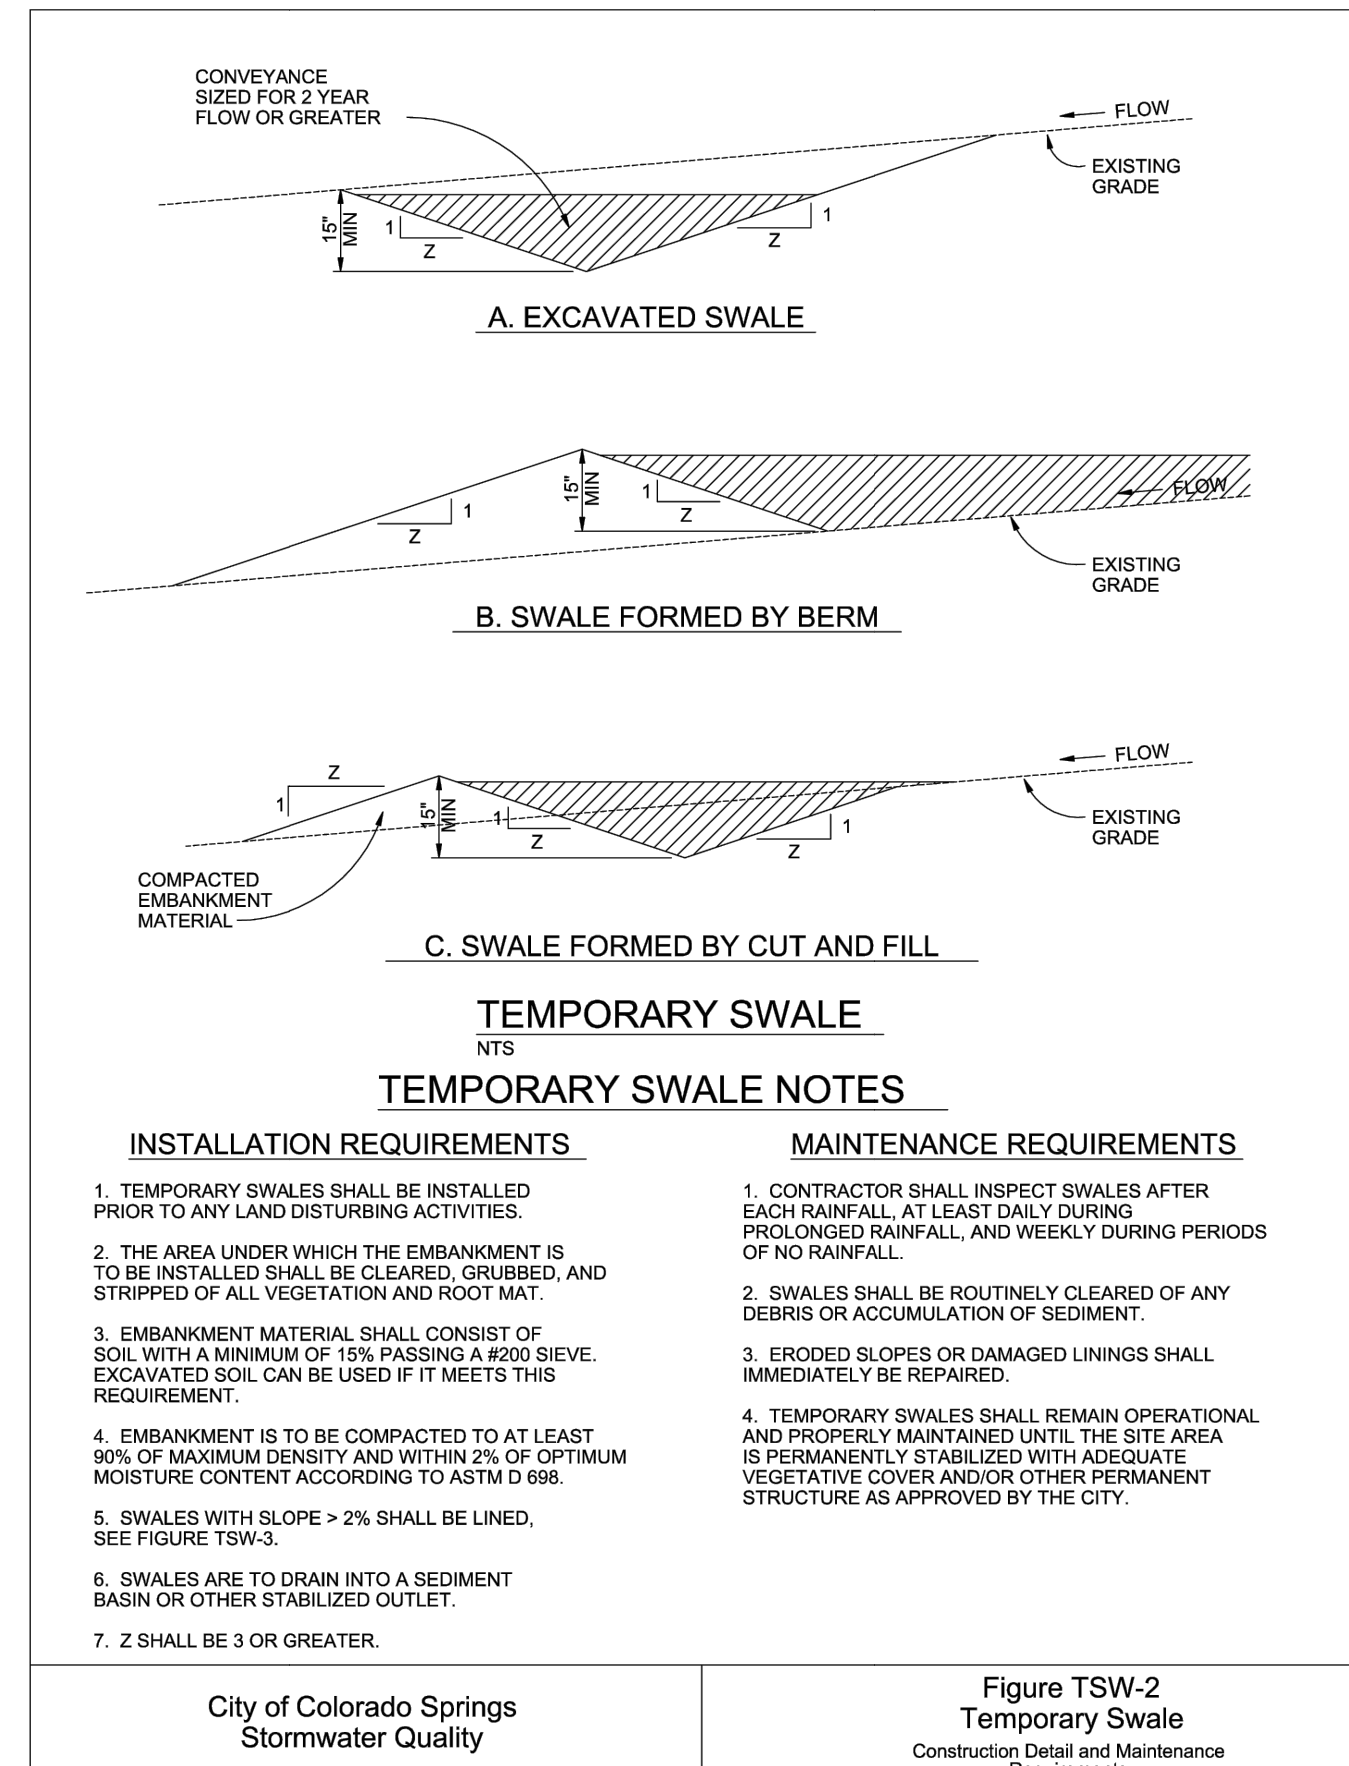 CONVEYANCE
SIZED FOR 2 YEAR
FLOW OR GREATER
FLOW
EXISTING
GRADE
15"
MIN
1
Z
Z
1
A. EXCAVATED SWALE
15"
MIN
1
Z
1
Z
FLOW
EXISTING
GRADE
B. SWALE FORMED BY BERM
Z
1
15"
MIN
1
Z
1
Z
FLOW
EXISTING
GRADE
COMPACTED
EMBANKMENT
MATERIAL
C. SWALE FORMED BY CUT AND FILL
TEMPORARY SWALE
NTS
TEMPORARY SWALE NOTES
INSTALLATION REQUIREMENTS
1. TEMPORARY SWALES SHALL BE INSTALLED
PRIOR TO ANY LAND DISTURBING ACTIVITIES.
2. THE AREA UNDER WHICH THE EMBANKMENT IS
TO BE INSTALLED SHALL BE CLEARED, GRUBBED, AND
STRIPPED OF ALL VEGETATION AND ROOT MAT.
3. EMBANKMENT MATERIAL SHALL CONSIST OF
SOIL WITH A MINIMUM OF 15% PASSING A #200 SIEVE.
EXCAVATED SOIL CAN BE USED IF IT MEETS THIS
REQUIREMENT.
4. EMBANKMENT IS TO BE COMPACTED TO AT LEAST
90% OF MAXIMUM DENSITY AND WITHIN 2% OF OPTIMUM
MOISTURE CONTENT ACCORDING TO ASTM D 698.
5. SWALES WITH SLOPE > 2% SHALL BE LINED,
SEE FIGURE TSW-3.
6. SWALES ARE TO DRAIN INTO A SEDIMENT
BASIN OR OTHER STABILIZED OUTLET.
7. Z SHALL BE 3 OR GREATER.
MAINTENANCE REQUIREMENTS
1. CONTRACTOR SHALL INSPECT SWALES AFTER
EACH RAINFALL, AT LEAST DAILY DURING
PROLONGED RAINFALL, AND WEEKLY DURING PERIODS
OF NO RAINFALL.
2. SWALES SHALL BE ROUTINELY CLEARED OF ANY
DEBRIS OR ACCUMULATION OF SEDIMENT.
3. ERODED SLOPES OR DAMAGED LININGS SHALL
IMMEDIATELY BE REPAIRED.
4. TEMPORARY SWALES SHALL REMAIN OPERATIONAL
AND PROPERLY MAINTAINED UNTIL THE SITE AREA
IS PERMANENTLY STABILIZED WITH ADEQUATE
VEGETATIVE COVER AND/OR OTHER PERMANENT
STRUCTURE AS APPROVED BY THE CITY.
City of Colorado Springs
Stormwater Quality
Figure TSW-2
Temporary Swale
Construction Detail and Maintenance